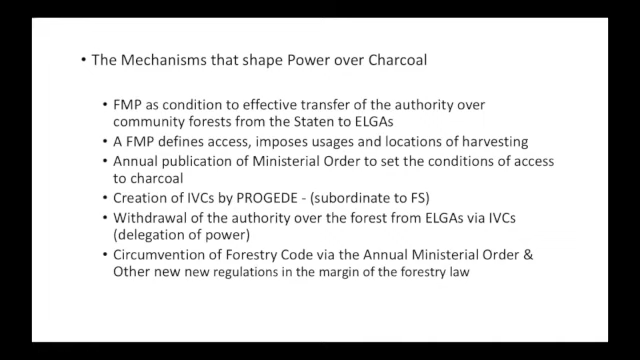 • The Mechanisms that shape Power over Charcoal
• FMP as condition to effective transfer of the authority over
community forests from the Staten to ELGAs
• A FMP defines access, imposes usages and locations of harvesting
• Annual publication of Ministerial Order to set the conditions of access
to charcoal
• Creation of IVCs by PROGEDE - (subordinate to FS)
• Withdrawal of the authority over the forest from ELGAs via IVCs
(delegation of power)
• Circumvention of Forestry Code via the Annual Ministerial Order &
Other new new regulations in the margin of the forestry law